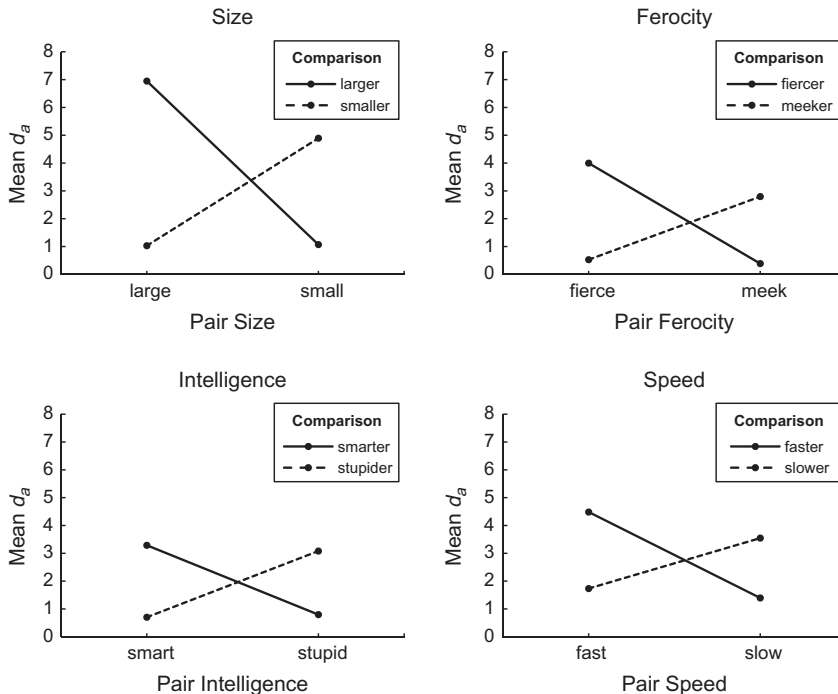 Size
Mean da
8
7
6
5
4
3
2
1
0
Comparison
larger
smaller
large small
Pair Size
Ferocity
Mean da
8
7
6
5
4
3
2
1
0
Comparison
fiercer
meeker
fierce meek
Pair Ferocity
Intelligence
Mean da
8
7
6
5
4
3
2
1
0
Comparison
smarter
stupider
smart stupid
Pair Intelligence
Speed
Mean da
8
7
6
5
4
3
2
1
0
Comparison
faster
slower
fast slow
Pair Speed